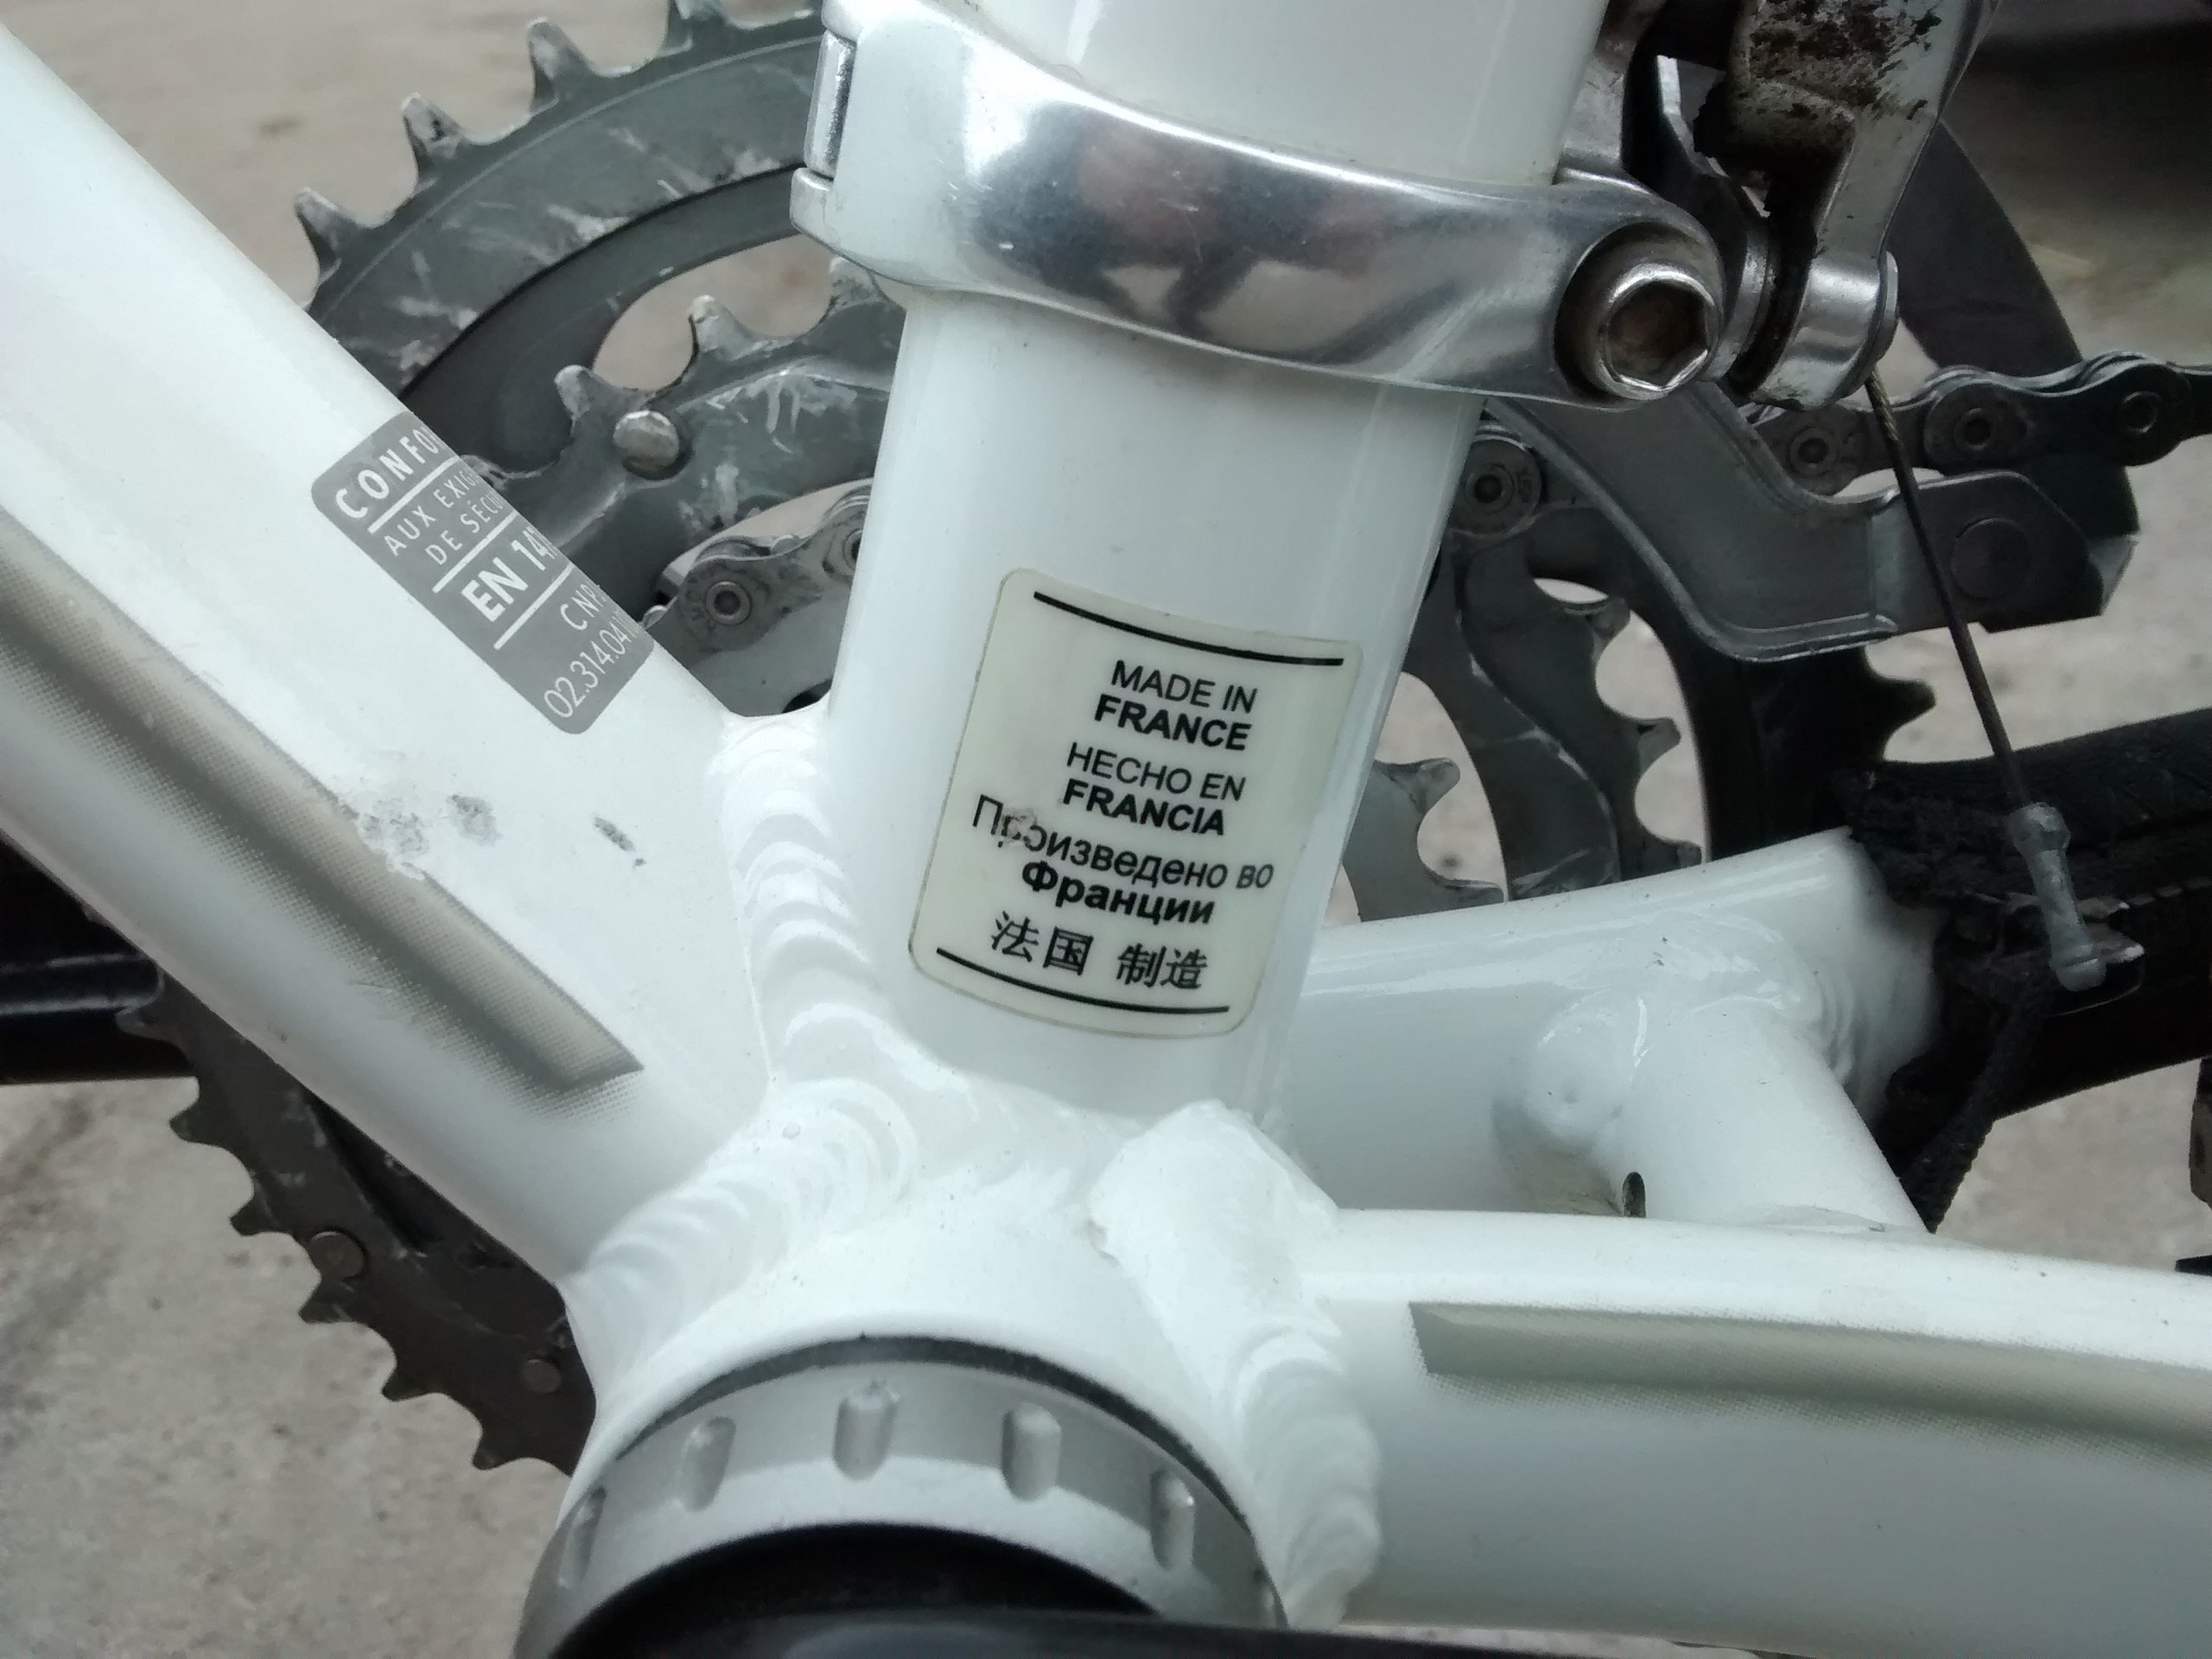 CONFO
AUX EXIG
DE SÉCU
EN 14
CNP
02.314.041
MADE IN
FRANCE
HECHO EN
FRANCIA
Произведено во
Франции
法国 制造